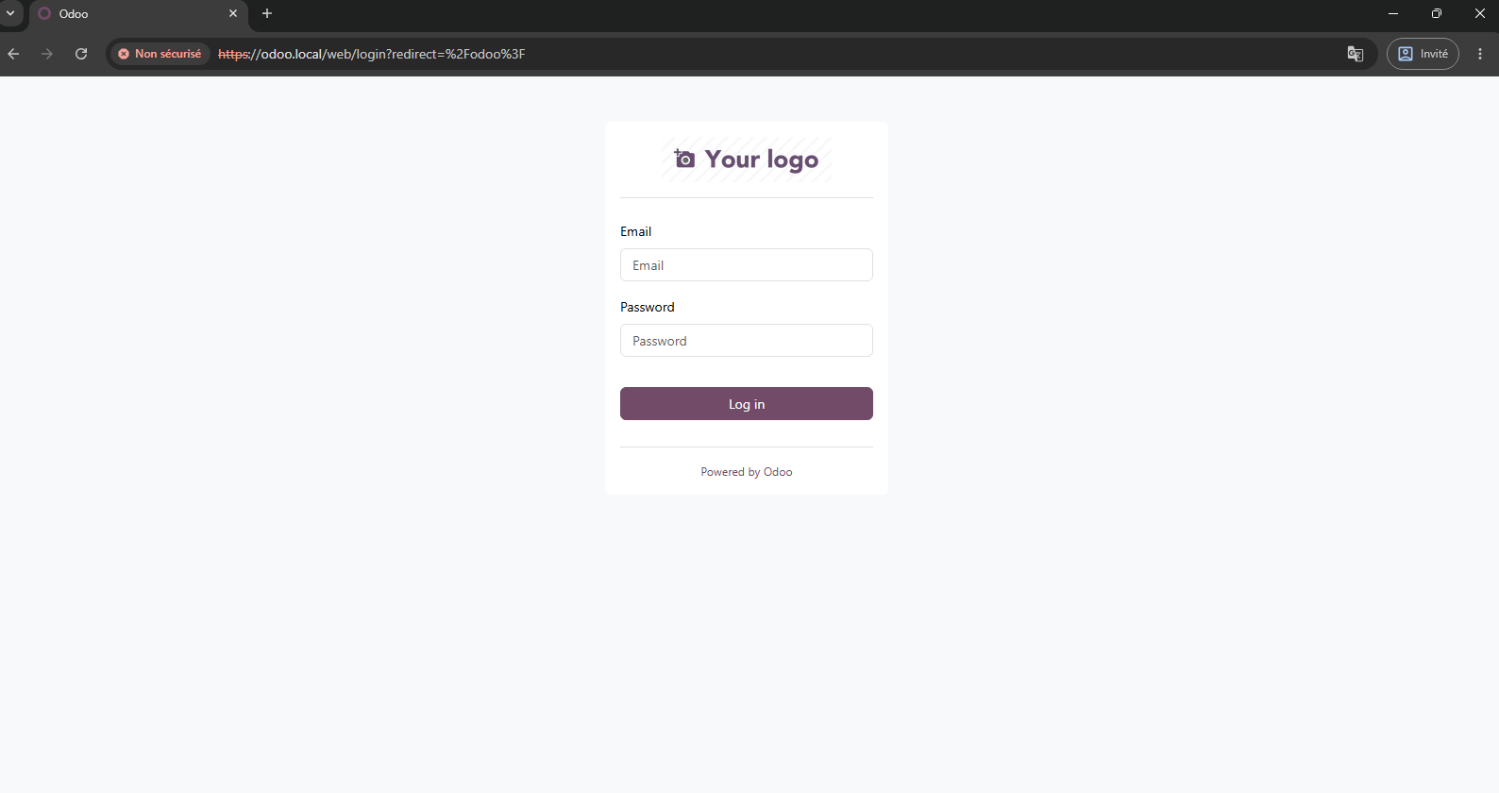 Odoo
Non sécurisé https://odoo.local/web/login?redirect=%2Fodoo%3F
Invité
Your logo
Email
Email
Password
Password
Log in
Powered by Odoo